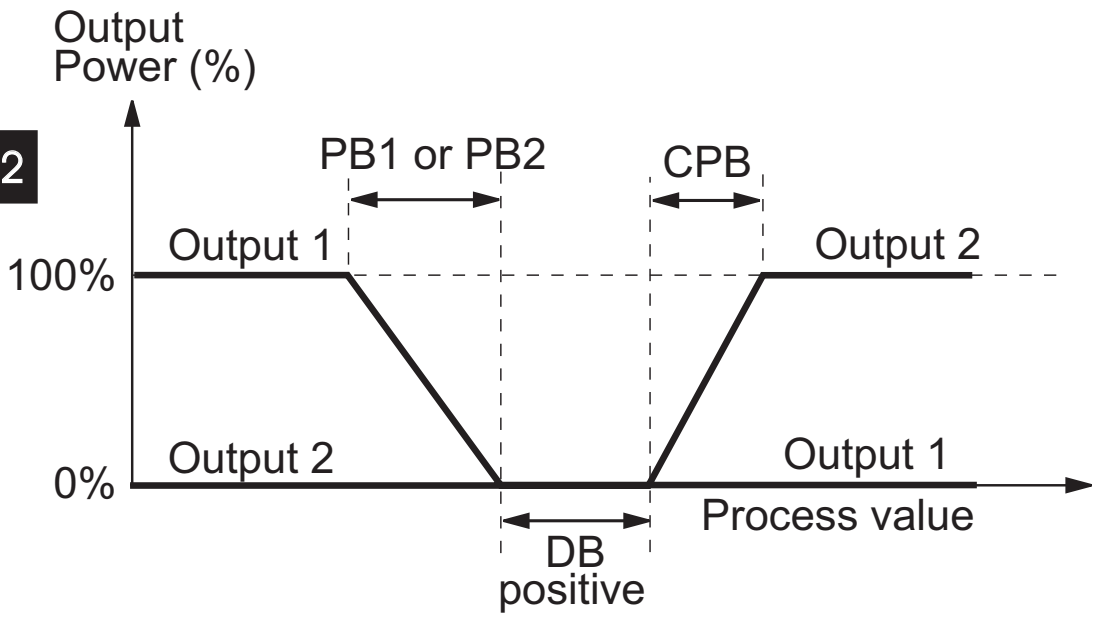 Output
Power (%)
2
PB1 or PB2
CPB
Output 1
Output 2
100%
Output 2
Output 1
0%
Process value
DB
positive